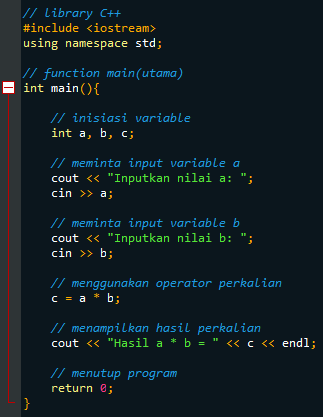 // library C++
#include <iostream>
using namespace std;
// function main(utama)
int main(){
// inisiasi variable
int a, b, c;
// meminta input variable a
cout << "Inputkan nilai a: ";
cin >> a;
// meminta input variable b
cout << "Inputkan nilai b: ";
cin >> b;
// menggunakan operator perkalian
c = a * b;
// menampilkan hasil perkalian
cout << "Hasil a * b = " << c << endl;
// menutup program
return 0;
}